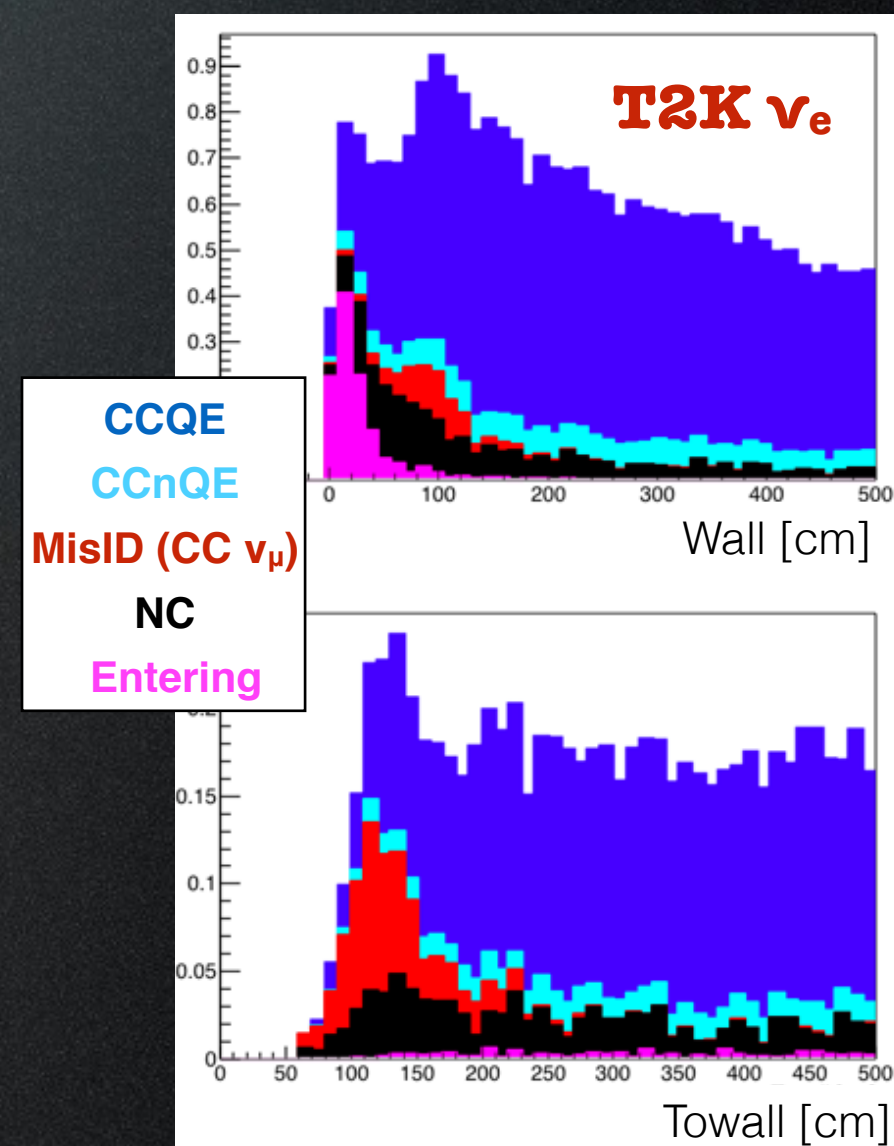 T2K νe
0.9
0.8
0.7
0.6
0.5
0.4
0.3
0 100 200 300 400 500
Wall [cm]
CCQE
CCnQE
MisID (CC νμ)
NC
Entering
0.15
0.1
0.05
0
0 50 100 150 200 250 300 350 400 450 500
Towall [cm]